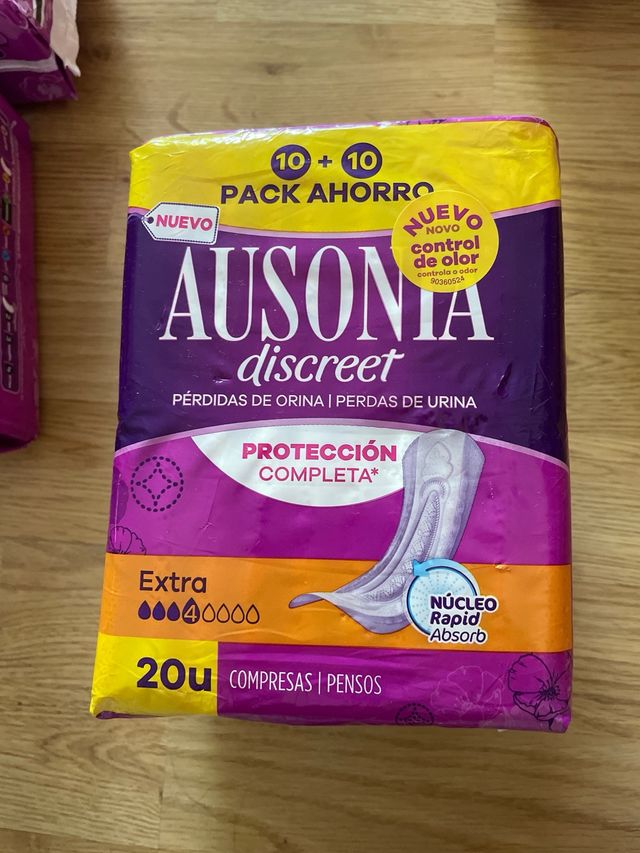 10 + 10
PACK AHORRO
NUEVO
NUEVO
NOVO
control
de olor
controla o odor
90360524
AUSONIA
discreet
PÉRDIDAS DE ORINA | PERDAS DE URINA
PROTECCIÓN
COMPLETA*
Extra
4
NÚCLEO
Rapid
Absorb
20u COMPRESAS | PENSOS